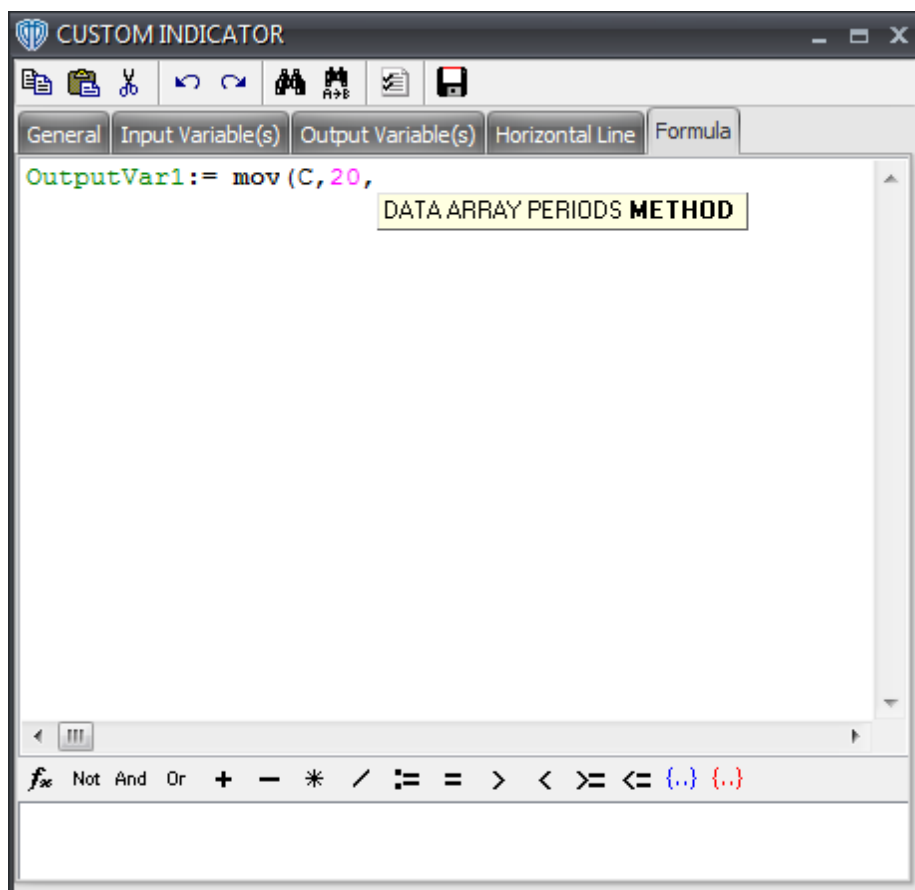 CUSTOM INDICATOR
A→B
General Input Variable(s) Output Variable(s) Horizontal Line Formula
OutputVar1:= mov(C,20,
DATA ARRAY PERIODS METHOD
fx Not And Or + - * / := = > < >= <= {..} {..}